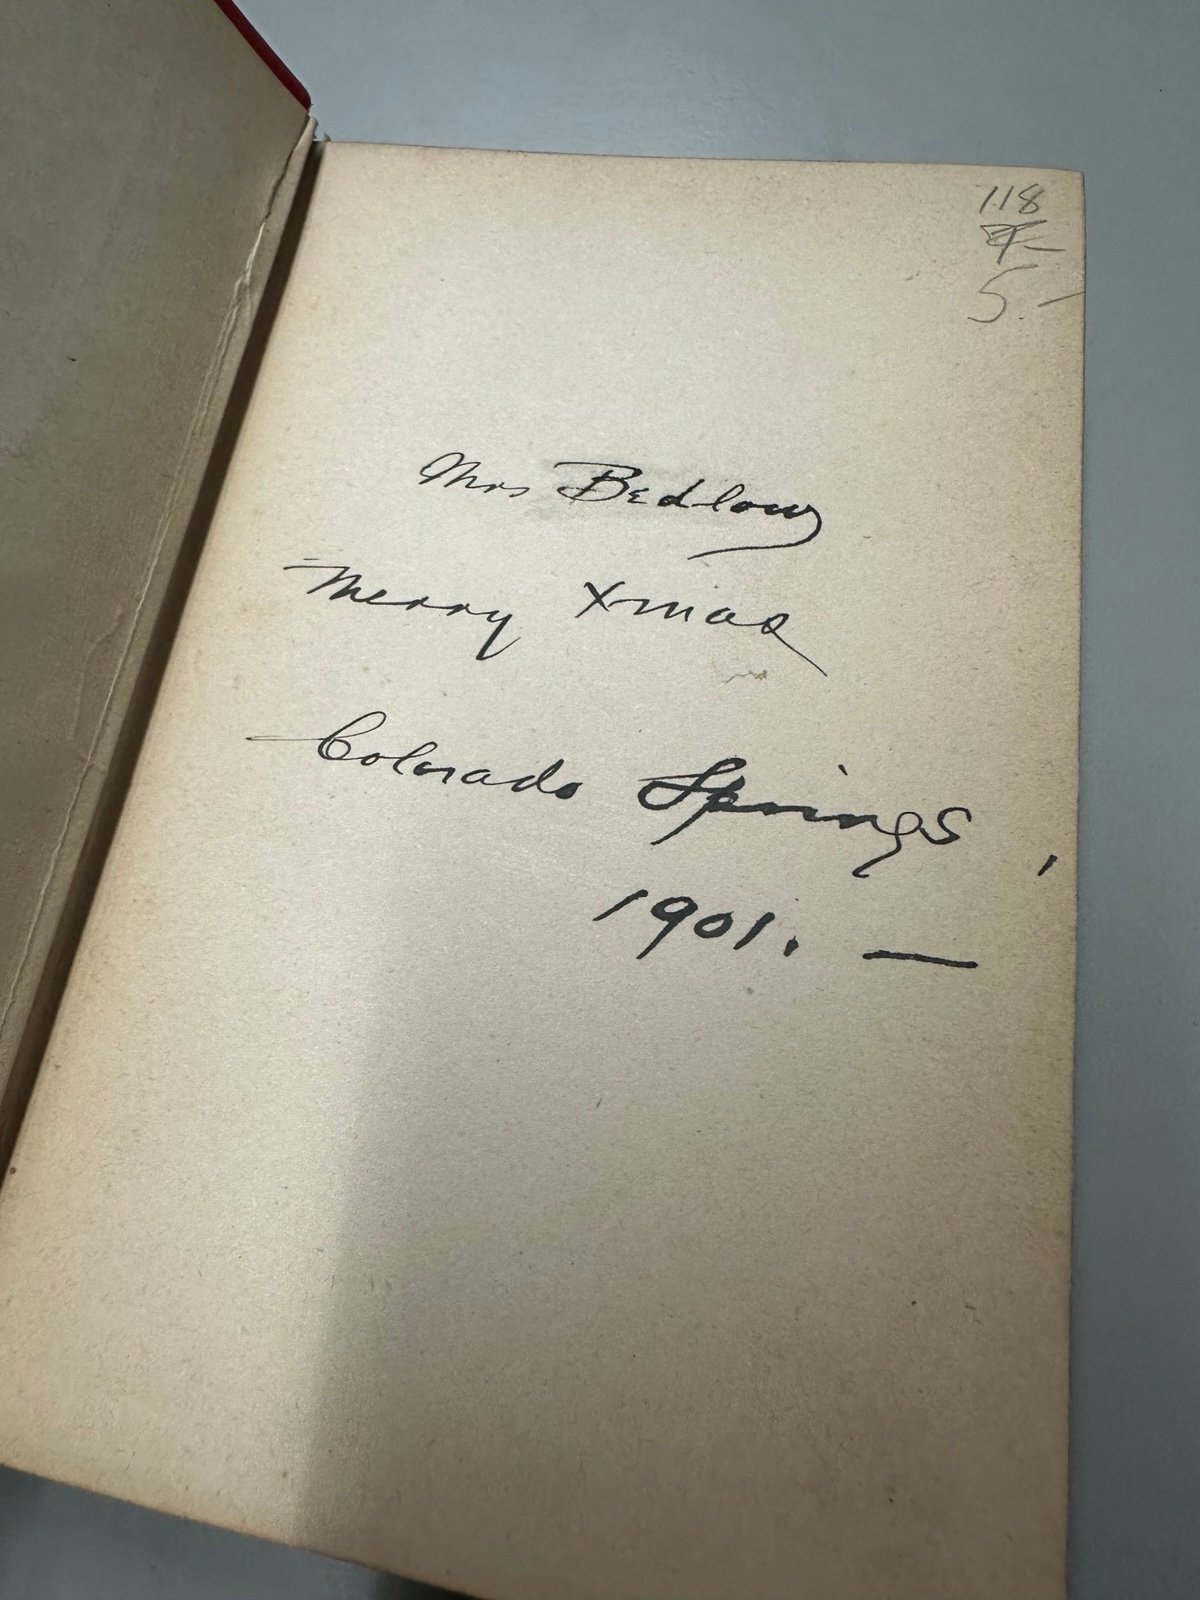 118
5.-
Mrs Bedlow
Merry Xmas
Colorado Springs,
1901. —